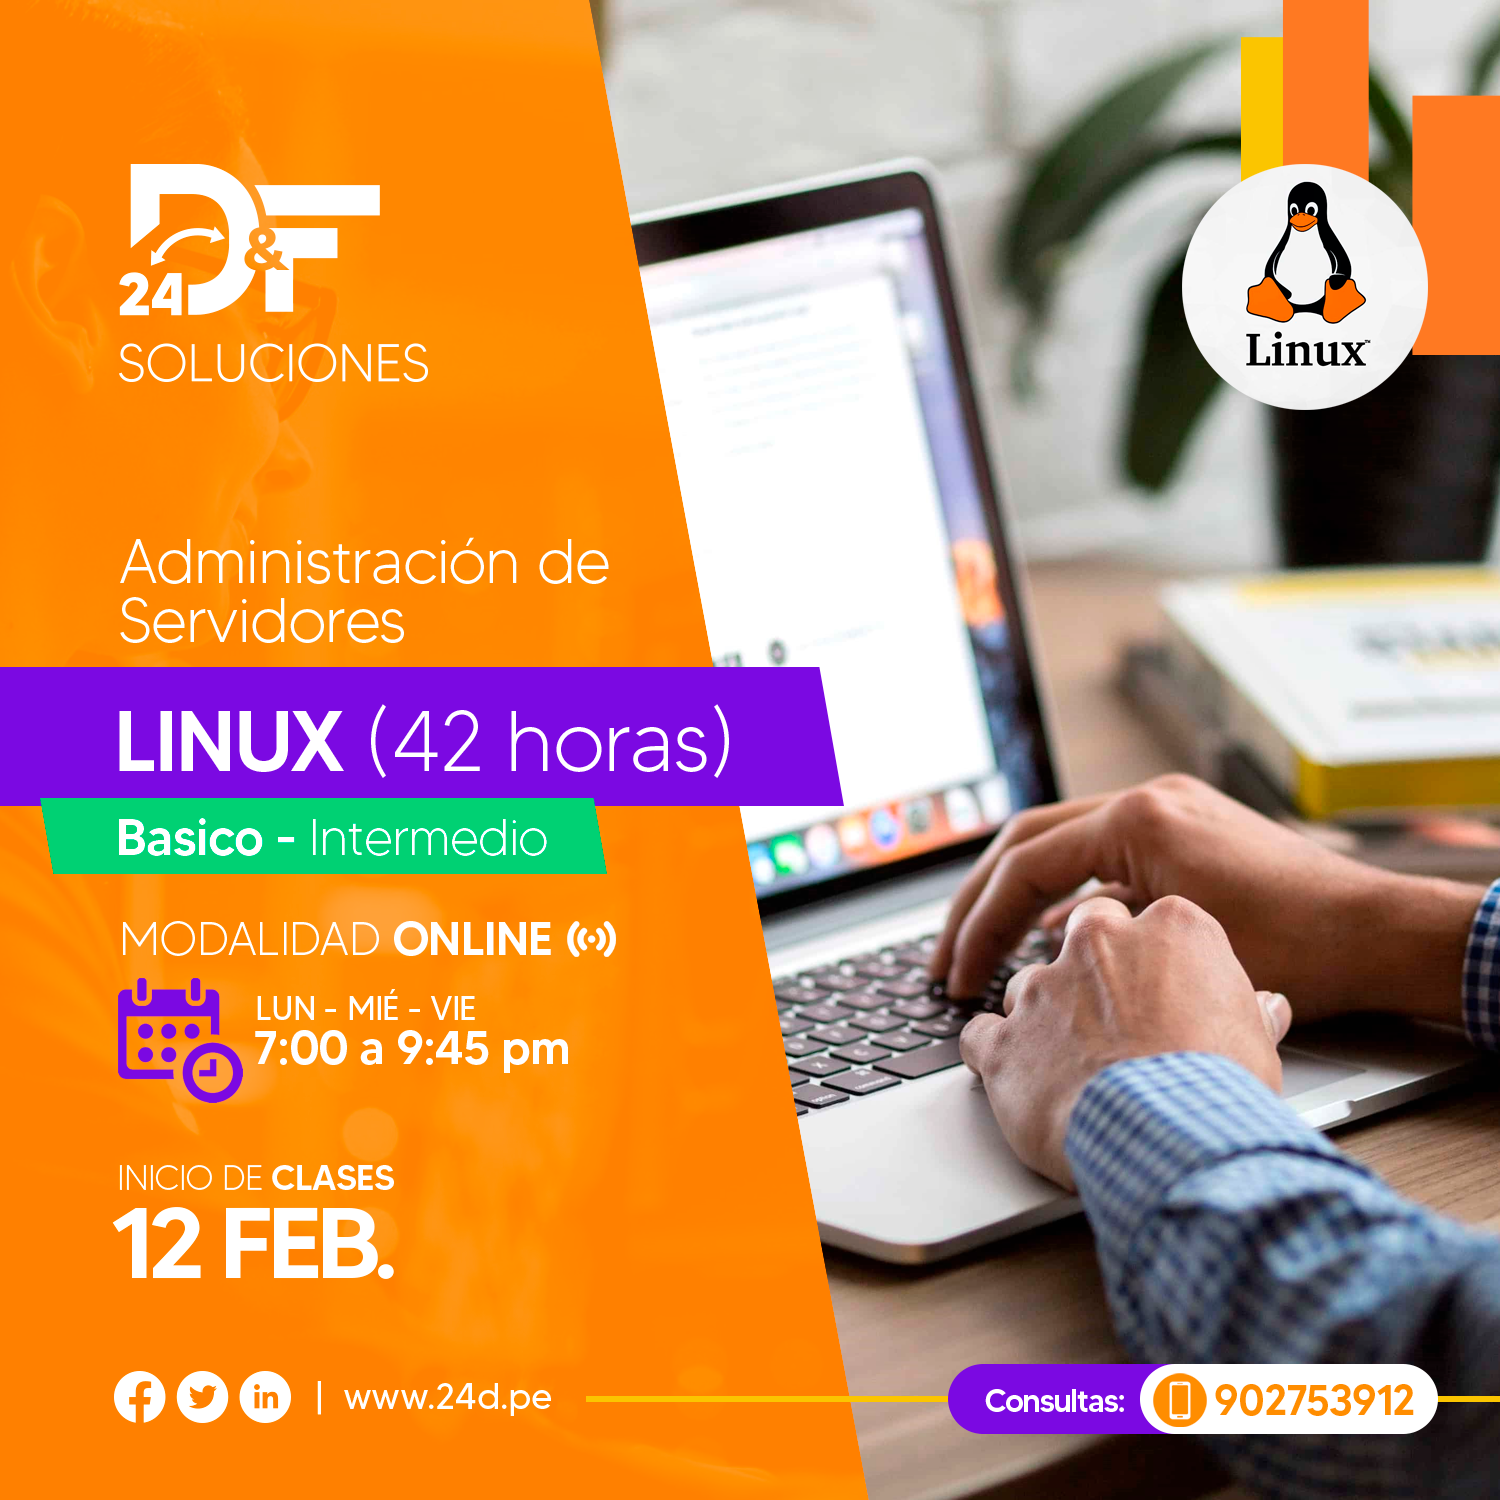 D&F
24
SOLUCIONES
Linux™
Administración de
Servidores
LINUX (42 horas)
Basico - Intermedio
MODALIDAD ONLINE
LUN - MIÉ - VIE
7:00 a 9:45 pm
INICIO DE CLASES
12 FEB.
| www.24d.pe
Consultas: 902753912